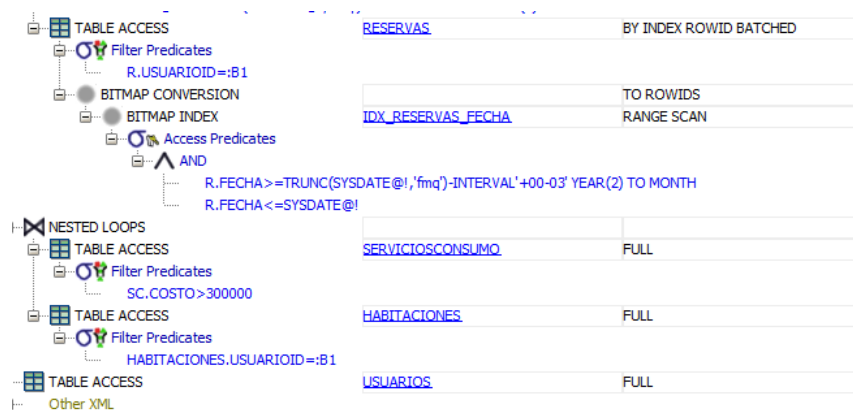 TABLE ACCESS RESERVAS BY INDEX ROWID BATCHED
Filter Predicates
R.USUARIOID=:B1
BITMAP CONVERSION TO ROWIDS
BITMAP INDEX IDX_RESERVAS_FECHA RANGE SCAN
Access Predicates
AND
R.FECHA>=TRUNC(SYSDATE@!,'fmq')-INTERVAL'+00-03' YEAR(2) TO MONTH
R.FECHA<=SYSDATE@!
NESTED LOOPS
TABLE ACCESS SERVICIOSCONSUMO FULL
Filter Predicates
SC.COSTO>300000
TABLE ACCESS HABITACIONES FULL
Filter Predicates
HABITACIONES.USUARIOID=:B1
TABLE ACCESS USUARIOS FULL
Other XML